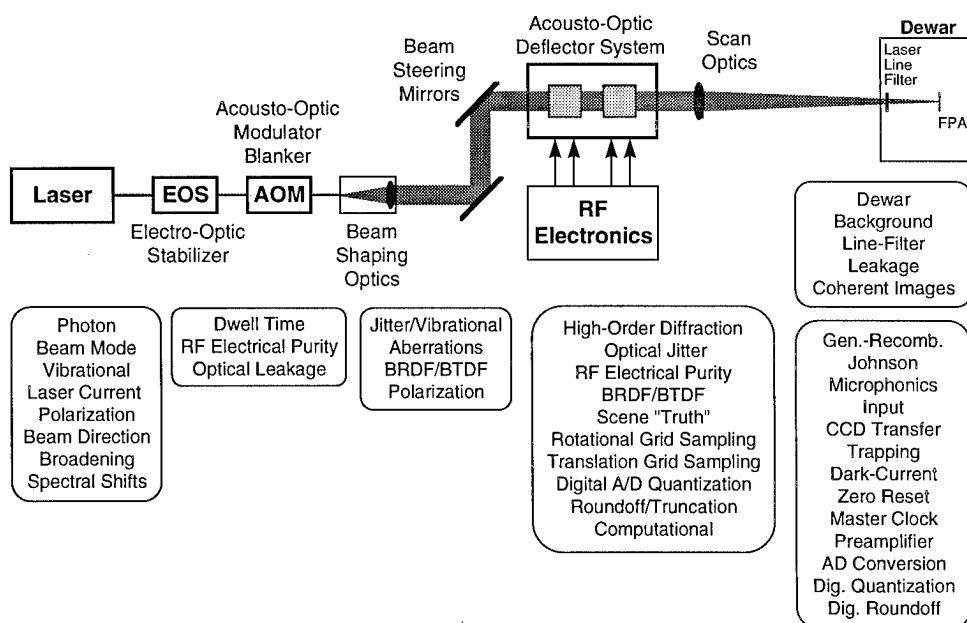 Dewar
Laser
Line
Filter
FPA
Acousto-Optic
Deflector System
Scan
Optics
Beam
Steering
Mirrors
Acousto-Optic
Modulator
Blanker
Laser
EOS
AOM
Electro-Optic
Stabilizer
Beam
Shaping
Optics
RF
Electronics
Dewar
Background
Line-Filter
Leakage
Coherent Images
Photon
Beam Mode
Vibrational
Laser Current
Polarization
Beam Direction
Broadening
Spectral Shifts
Dwell Time
RF Electrical Purity
Optical Leakage
Jitter/Vibrational
Aberrations
BRDF/BTDF
Polarization
High-Order Diffraction
Optical Jitter
RF Electrical Purity
BRDF/BTDF
Scene "Truth"
Rotational Grid Sampling
Translation Grid Sampling
Digital A/D Quantization
Roundoff/Truncation
Computational
Gen.-Recomb.
Johnson
Microphonics
Input
CCD Transfer
Trapping
Dark-Current
Zero Reset
Master Clock
Preamplifier
AD Conversion
Dig. Quantization
Dig. Roundoff